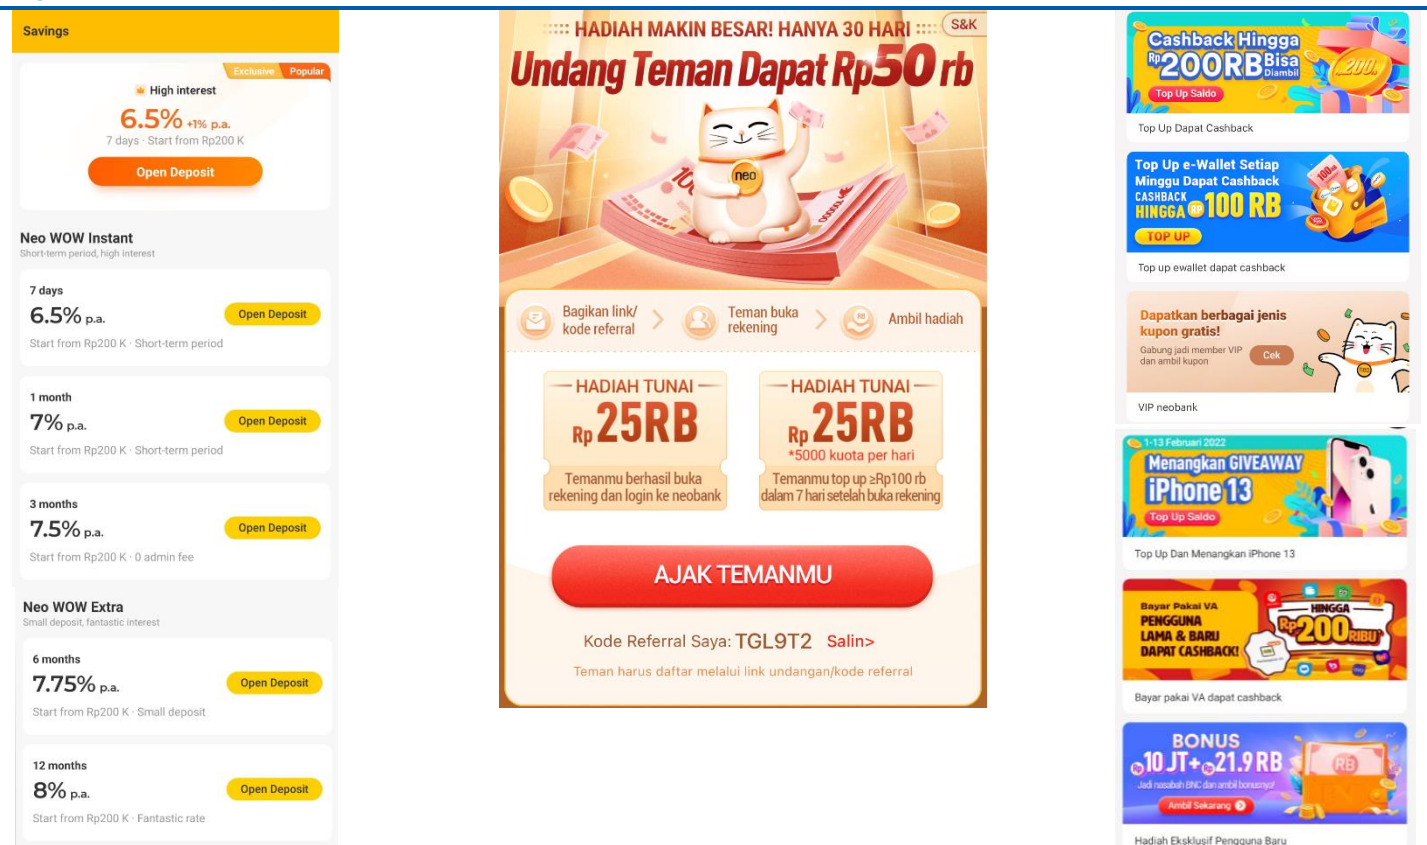 Savings
Exclusive Popular
High interest
6.5% +1% p.a.
7 days · Start from Rp200 K
Open Deposit
Neo WOW Instant
Short-term period, high interest
7 days
6.5% p.a.
Open Deposit
Start from Rp200 K · Short-term period
1 month
7% p.a.
Open Deposit
Start from Rp200 K · Short-term period
3 months
7.5% p.a.
Open Deposit
Start from Rp200 K · 0 admin fee
Neo WOW Extra
Small deposit, fantastic interest
6 months
7.75% p.a.
Open Deposit
Start from Rp200 K · Small deposit
12 months
8% p.a.
Open Deposit
Start from Rp200 K · Fantastic rate
HADIAH MAKIN BESAR! HANYA 30 HARI
S&K
Undang Teman Dapat Rp50 rb
neo
Bagikan link/
kode referral
Teman buka
rekening
Ambil hadiah
HADIAH TUNAI
Rp 25RB
Temanmu berhasil buka
rekening dan login ke neobank
HADIAH TUNAI
Rp 25RB
*5000 kuota per hari
Temanmu top up ≥Rp100 rb
dalam 7 hari setelah buka rekening
AJAK TEMANMU
Kode Referral Saya: TGL9T2 Salin>
Teman harus daftar melalui link undangan/kode referral
Cashback Hingga
Rp200RB Bisa Diambil
Top Up Saldo
Top Up Dapat Cashback
Top Up e-Wallet Setiap
Minggu Dapat Cashback
CASHBACK
HINGGA RP 100 RB
TOP UP
Top up ewallet dapat cashback
Dapatkan berbagai jenis
kupon gratis!
Gabung jadi member VIP
dan ambil kupon
Cek
neo
VIP neobank
1-13 Februari 2022
Menangkan GIVEAWAY
iPhone 13
Top Up Saldo
Top Up Dan Menangkan iPhone 13
Bayar Pakai VA
PENGGUNA
LAMA & BARU
DAPAT CASHBACK!
HINGGA
Rp200 RIBU*
Bayar pakai VA dapat cashback
BONUS
Rp10 JT+Rp21.9 RB
Jadi nasabah BNC dan ambil bonusnya!
Ambil Sekarang
RB
Hadiah Eksklusif Pengguna Baru